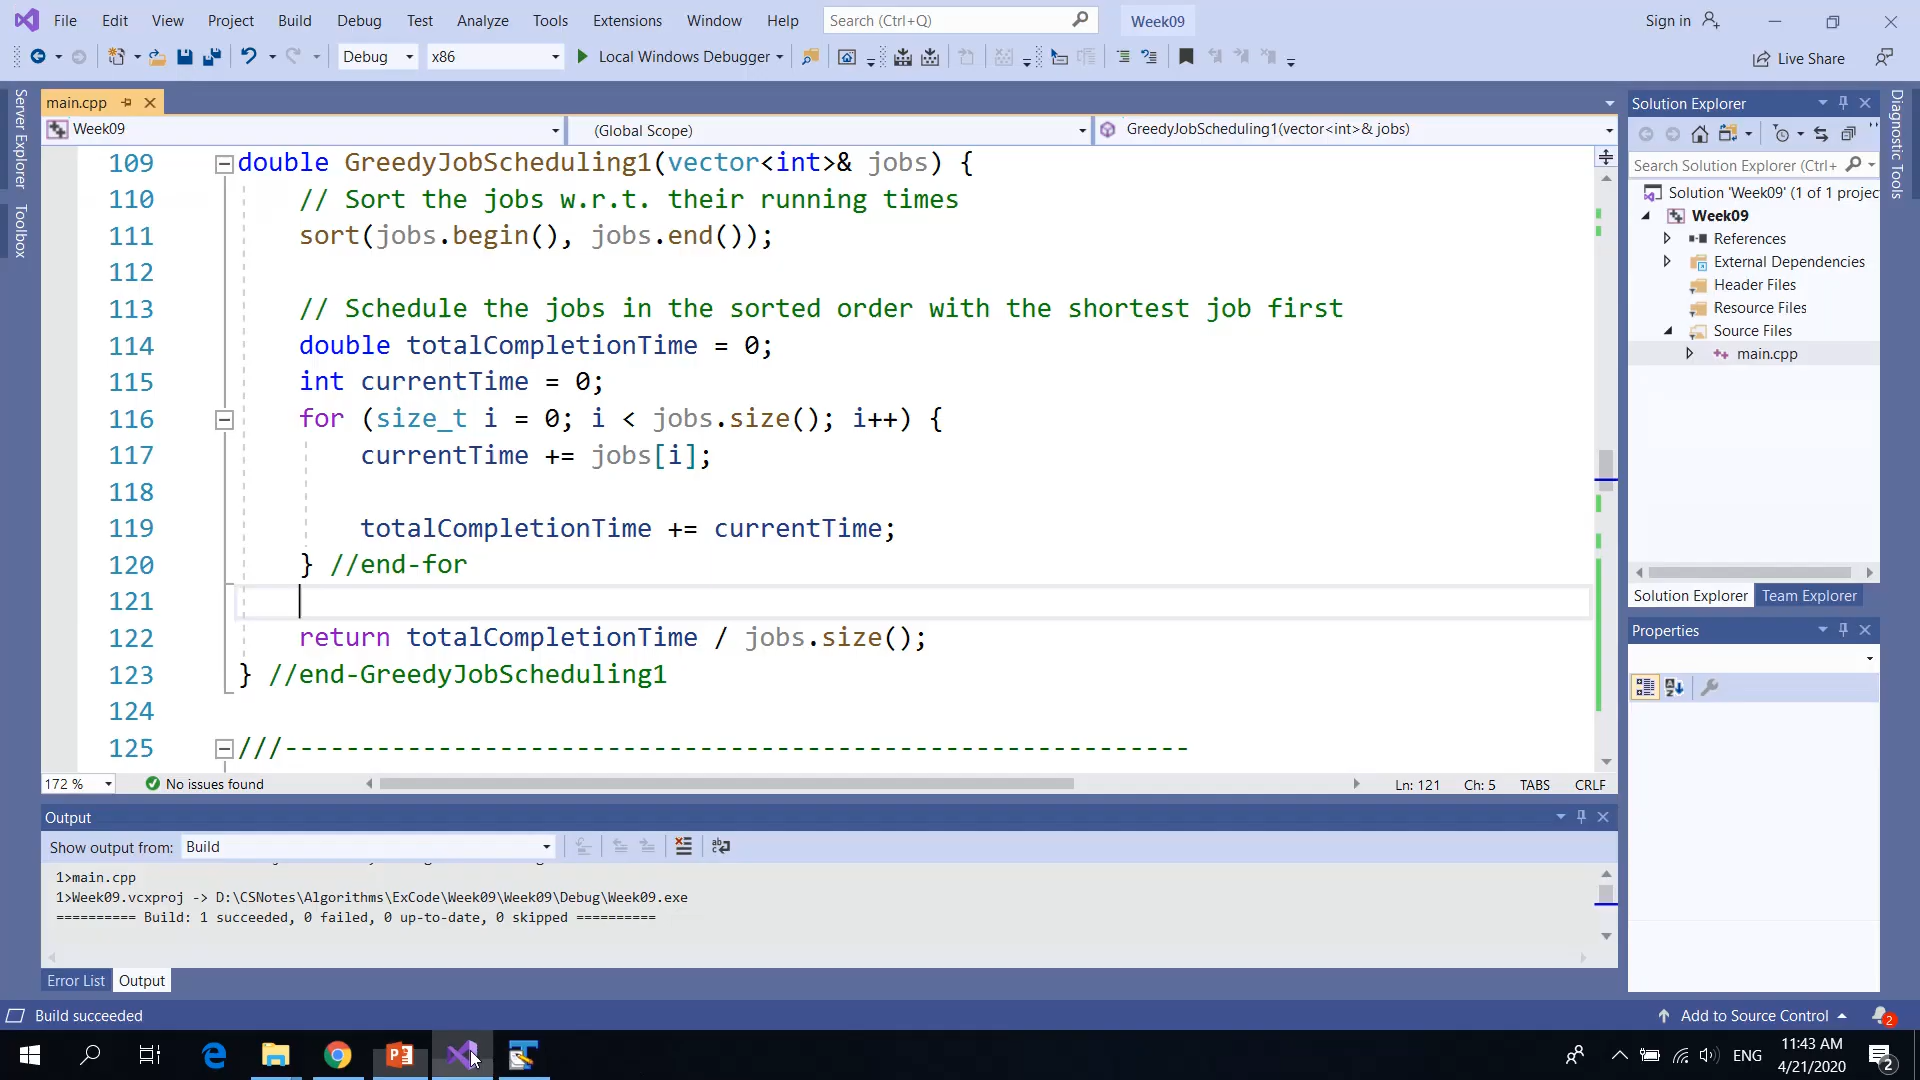 File Edit View Project Build Debug Test Analyze Tools Extensions Window Help Search (Ctrl+Q) Week09 Sign in
Debug x86 Local Windows Debugger Live Share
Server Explorer
Toolbox
main.cpp
Week09 (Global Scope) GreedyJobScheduling1(vector<int>& jobs)
109 double GreedyJobScheduling1(vector<int>& jobs) {
110 // Sort the jobs w.r.t. their running times
111 sort(jobs.begin(), jobs.end());
112
113 // Schedule the jobs in the sorted order with the shortest job first
114 double totalCompletionTime = 0;
115 int currentTime = 0;
116 for (size_t i = 0; i < jobs.size(); i++) {
117 currentTime += jobs[i];
118
119 totalCompletionTime += currentTime;
120 } //end-for
121
122 return totalCompletionTime / jobs.size();
123 } //end-GreedyJobScheduling1
124
125 ///-----------------------------------------------------------
172 % No issues found Ln: 121 Ch: 5 TABS CRLF
Output
Show output from: Build
1>main.cpp
1>Week09.vcxproj -> D:\CSNotes\Algorithms\ExCode\Week09\Week09\Debug\Week09.exe
========== Build: 1 succeeded, 0 failed, 0 up-to-date, 0 skipped ==========
Error List Output
Solution Explorer
Search Solution Explorer (Ctrl+
Solution 'Week09' (1 of 1 projec
Week09
References
External Dependencies
Header Files
Resource Files
Source Files
main.cpp
Solution Explorer Team Explorer
Properties
Diagnostic Tools
Build succeeded Add to Source Control 2
ENG 11:43 AM
4/21/2020 2